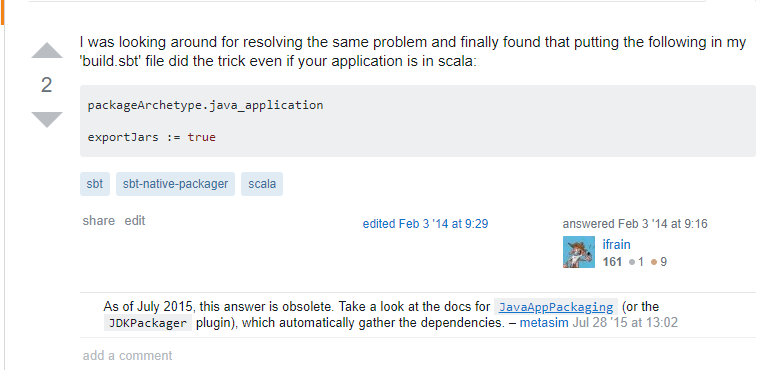 I was looking around for resolving the same problem and finally found that putting the following in my
'build.sbt' file did the trick even if your application is in scala:
2
packageArchetype.java_application
exportJars := true
sbt sbt-native-packager scala
share edit edited Feb 3 '14 at 9:29 answered Feb 3 '14 at 9:16
ifrain
161 ●1 ●9
As of July 2015, this answer is obsolete. Take a look at the docs for JavaAppPackaging (or the
JDKPackager plugin), which automatically gather the dependencies. – metasim Jul 28 '15 at 13:02
add a comment